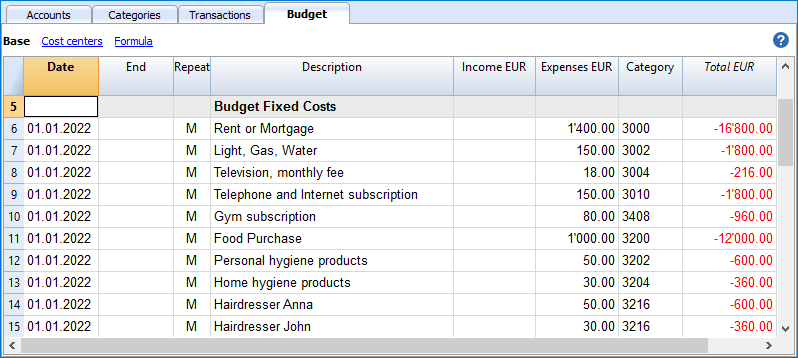 Accounts Categories Transactions Budget
Base Cost centers Formula ?
Date End Repeat Description Income EUR Expenses EUR Category Total EUR
5 Budget Fixed Costs
6 01.01.2022 M Rent or Mortgage 1'400.00 3000 -16'800.00
7 01.01.2022 M Light, Gas, Water 150.00 3002 -1'800.00
8 01.01.2022 M Television, monthly fee 18.00 3004 -216.00
9 01.01.2022 M Telephone and Internet subscription 150.00 3010 -1'800.00
10 01.01.2022 M Gym subscription 80.00 3408 -960.00
11 01.01.2022 M Food Purchase 1'000.00 3200 -12'000.00
12 01.01.2022 M Personal hygiene products 50.00 3202 -600.00
13 01.01.2022 M Home hygiene products 30.00 3204 -360.00
14 01.01.2022 M Hairdresser Anna 50.00 3216 -600.00
15 01.01.2022 M Hairdresser John 30.00 3216 -360.00